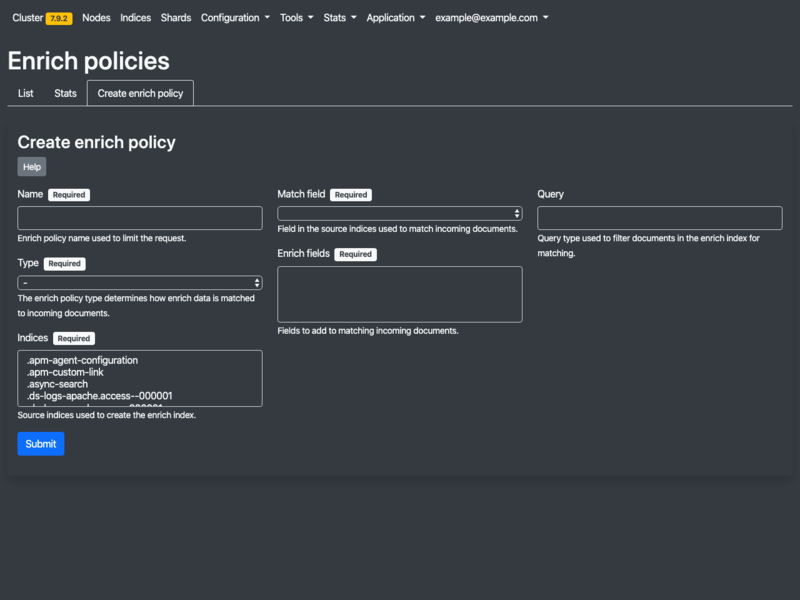 Cluster 7.9.2 Nodes Indices Shards Configuration Tools Stats Application example@example.com
Enrich policies
List Stats Create enrich policy
Create enrich policy
Help
Name Required
Enrich policy name used to limit the request.
Type Required
-
The enrich policy type determines how enrich data is matched
to incoming documents.
Indices Required
.apm-agent-configuration
.apm-custom-link
.async-search
.ds-logs-apache.access--000001
Source indices used to create the enrich index.
Submit
Match field Required
Field in the source indices used to match incoming documents.
Enrich fields Required
Fields to add to matching incoming documents.
Query
Query type used to filter documents in the enrich index for
matching.